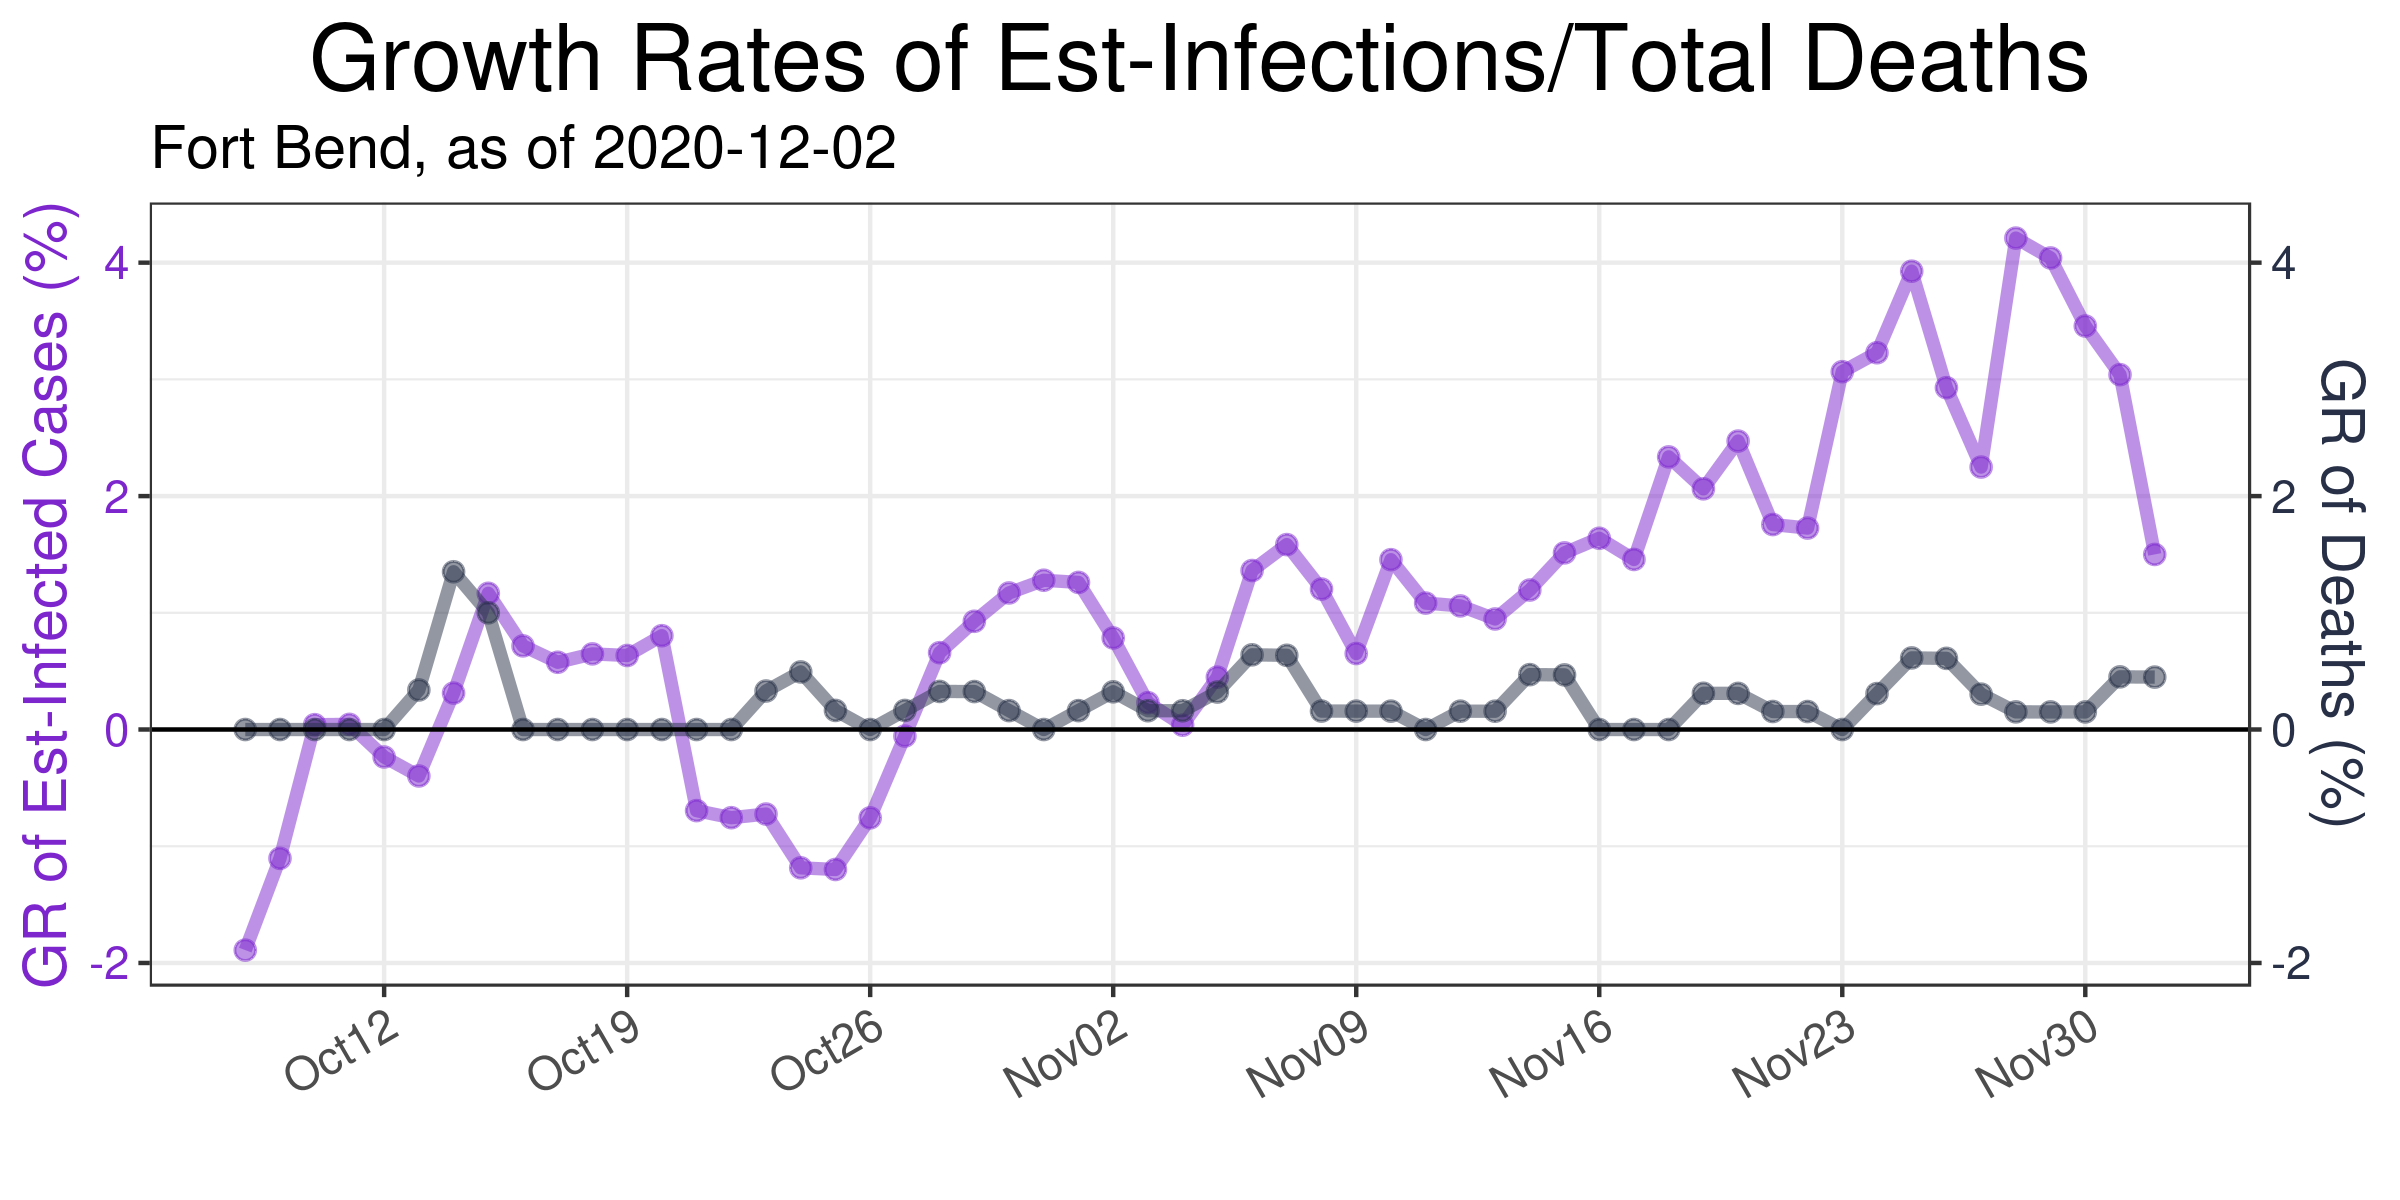 Growth Rates of Est-Infections/Total Deaths
Fort Bend, as of 2020-12-02
GR of Est-Infected Cases (%)
4
2
0
-2
4
2
0
-2
GR of Deaths (%)
Oct12
Oct19
Oct26
Nov02
Nov09
Nov16
Nov23
Nov30